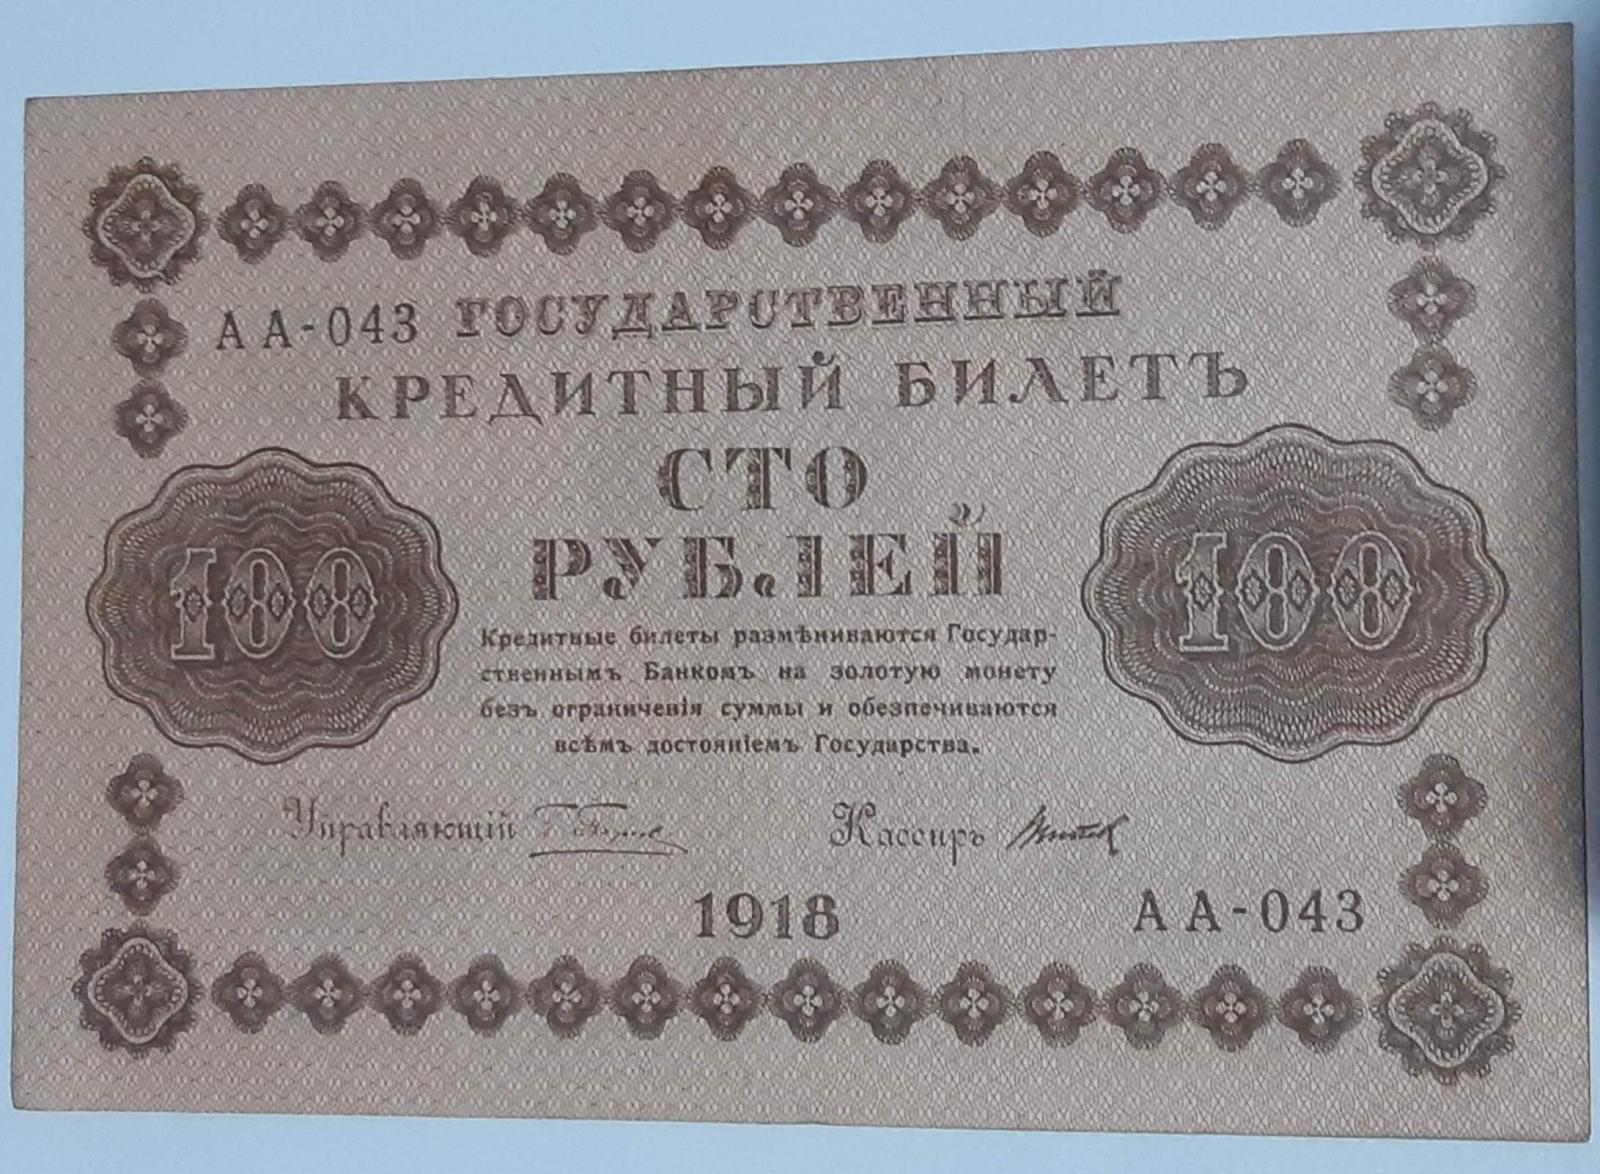 АА-043 ГОСУДАРСТВЕННЫЙ
КРЕДИТНЫЙ БИЛЕТЪ
СТО
РУБЛЕЙ
100
100
Кредитные билеты размѣниваются Государ-
ственнымъ Банкомъ на золотую монету
безъ ограниченія суммы и обезпечиваются
всѣмъ достояніемъ Государства.
Управляющій
Кассиръ
1918
АА-043